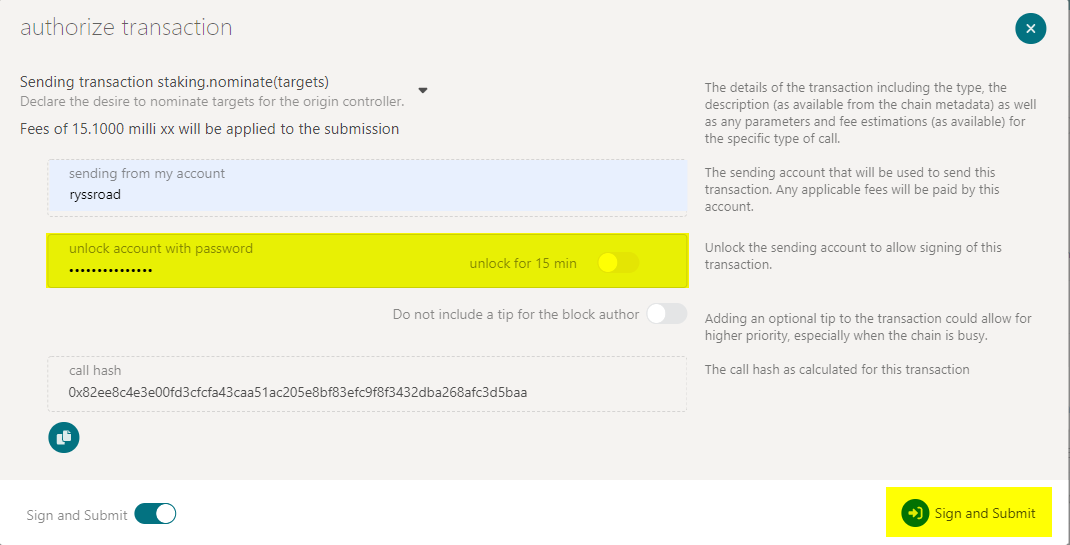 authorize transaction
Sending transaction staking.nominate(targets)
Declare the desire to nominate targets for the origin controller.
Fees of 15.1000 milli xx will be applied to the submission
The details of the transaction including the type, the
description (as available from the chain metadata) as well
as any parameters and fee estimations (as available) for
the specific type of call.
sending from my account
ryssroad
The sending account that will be used to send this
transaction. Any applicable fees will be paid by this
account.
unlock account with password
•••••••••••••••
unlock for 15 min
Unlock the sending account to allow signing of this
transaction.
Do not include a tip for the block author
Adding an optional tip to the transaction could allow for
higher priority, especially when the chain is busy.
call hash
0x82ee8c4e3e00fd3cfcfa43caa51ac205e8bf83efc9f8f3432dba268afc3d5baa
The call hash as calculated for this transaction
Sign and Submit
Sign and Submit